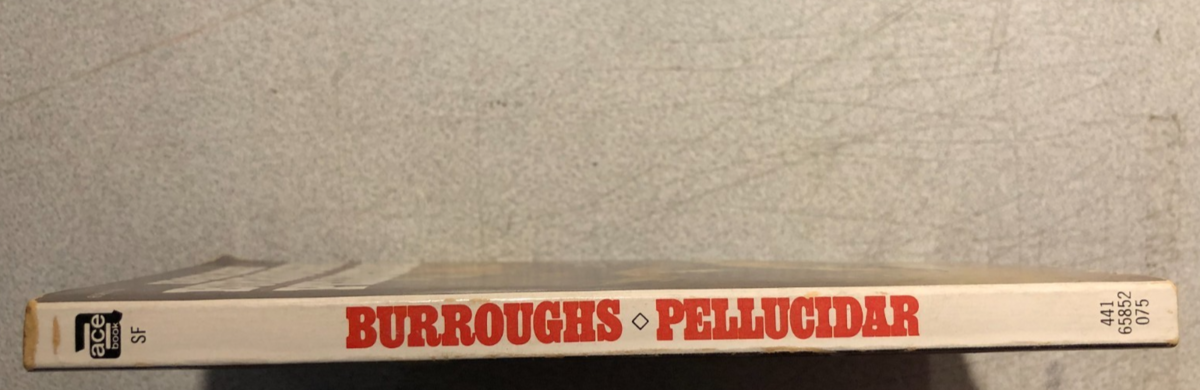 ace
book
SF
BURROUGHS ◇ PELLUCIDAR
441
65852
075